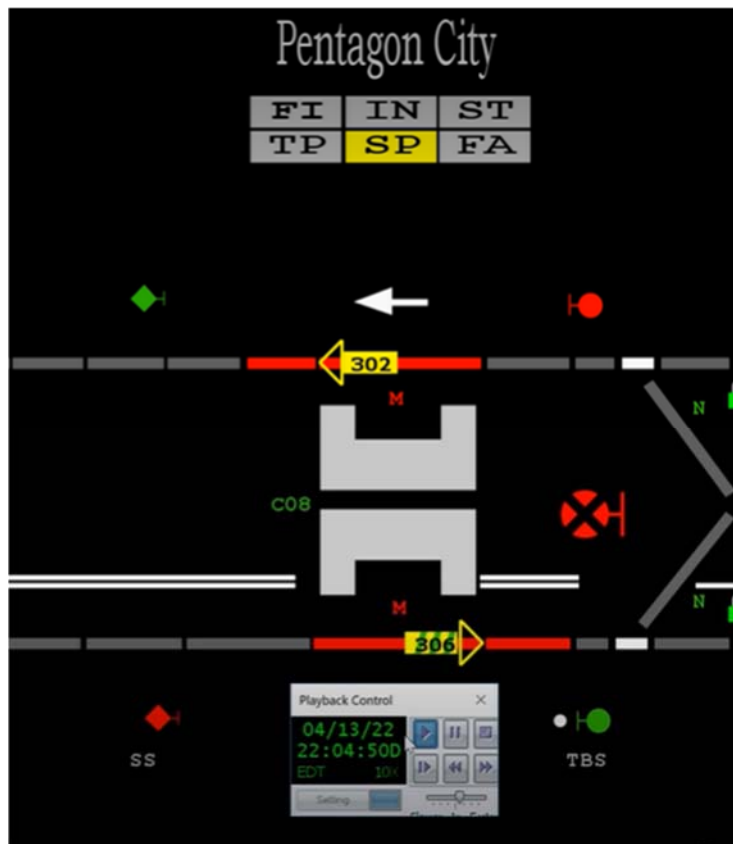 Pentagon City
FI IN ST
TP SP FA
302
M
N
C08
N
M
306
Playback Control
04/13/22
22:04:50D
EDT 10X
Setting
SS
TBS